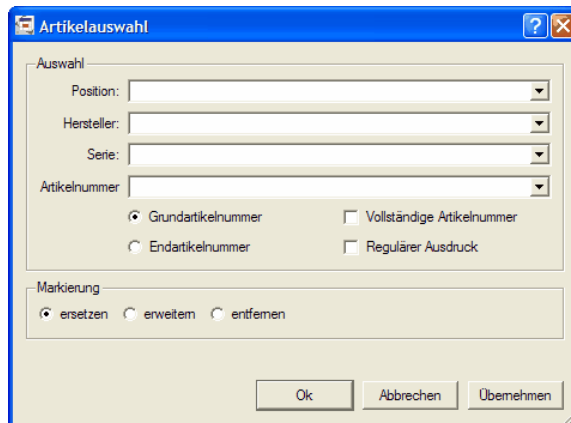 Artikelauswahl
Auswahl
Position:
Hersteller:
Serie:
Artikelnummer
Grundartikelnummer
Vollständige Artikelnummer
Endartikelnummer
Regulärer Ausdruck
Markierung
ersetzen erweitern entfernen
Ok Abbrechen Übernehmen